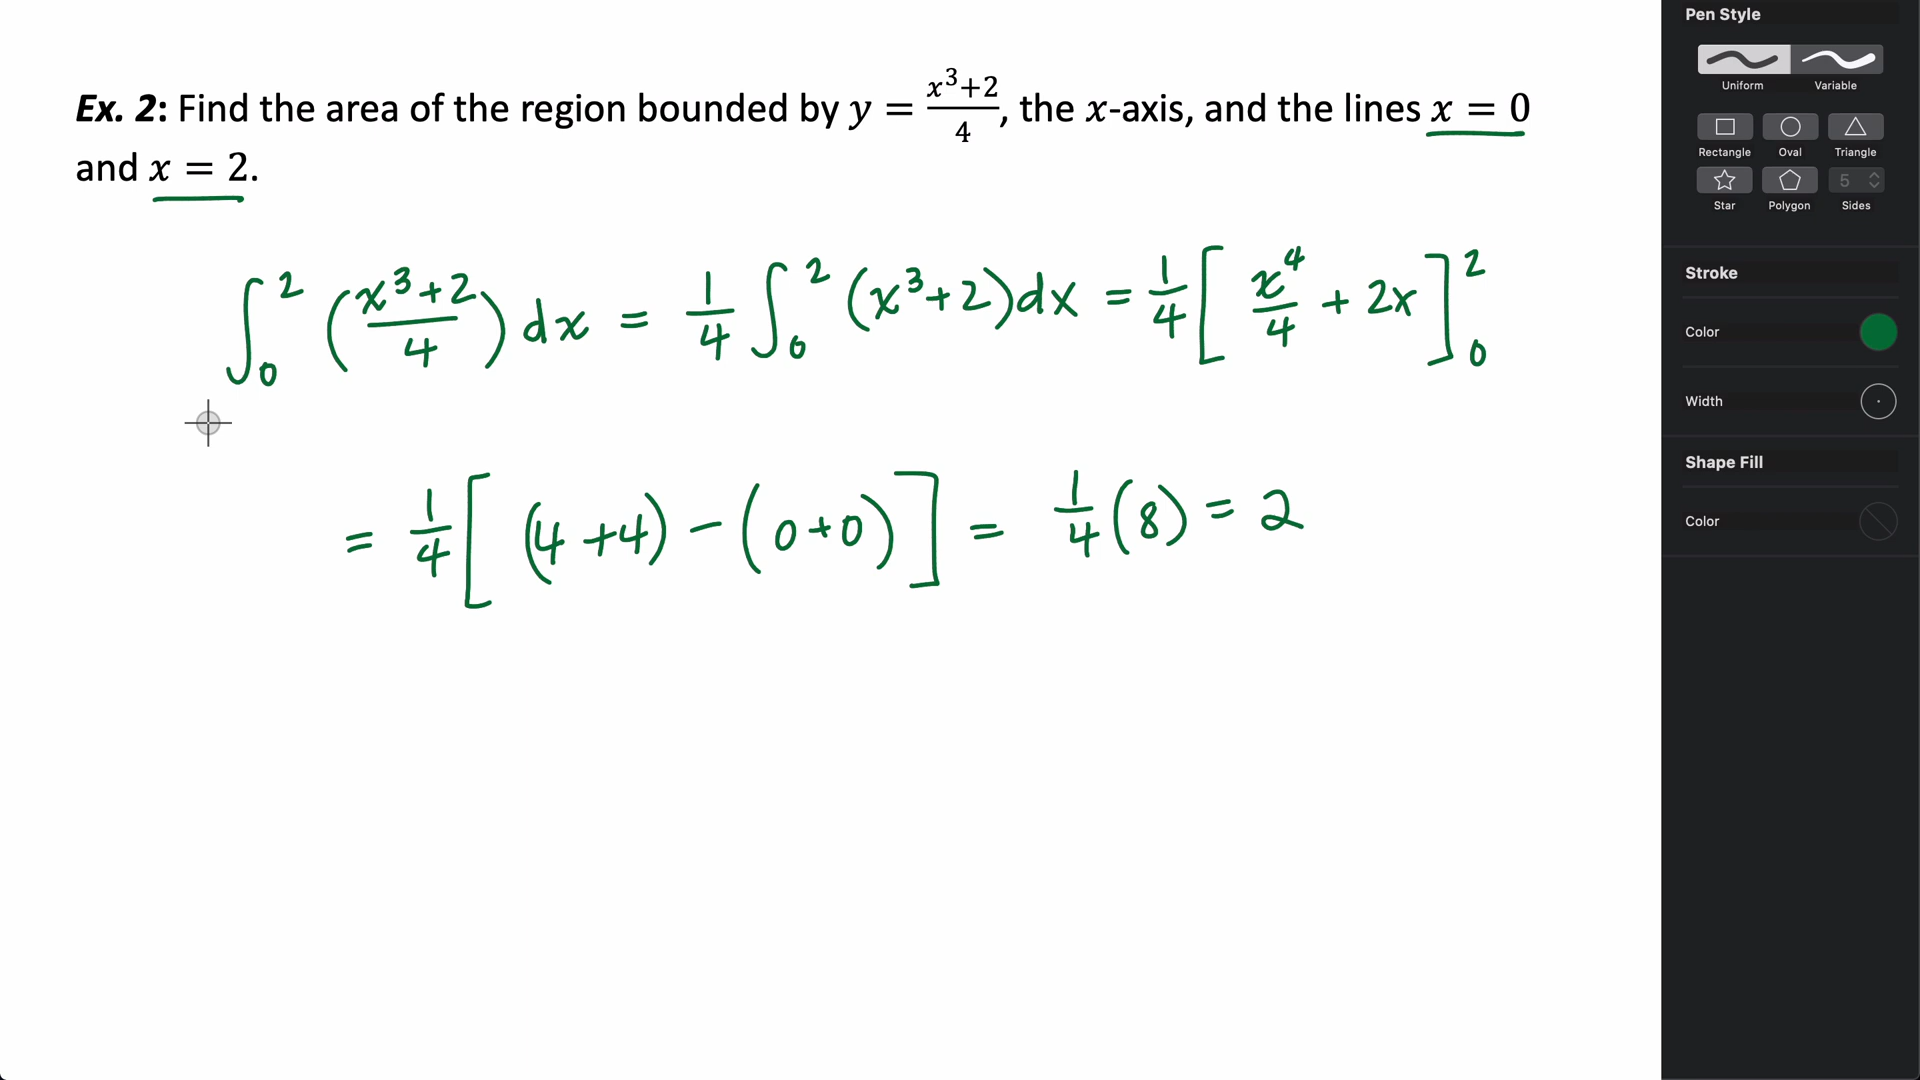 Ex. 2: Find the area of the region bounded by y = (x³+2)/4, the x-axis, and the lines x = 0
and x = 2.
∫₀² ((x³+2)/4) dx = 1/4 ∫₀² (x³+2)dx = 1/4 [ x⁴/4 + 2x ]₀²
= 1/4 [ (4+4) − (0+0) ] = 1/4 (8) = 2
Pen Style
Uniform Variable
Rectangle Oval Triangle
5
Star Polygon Sides
Stroke
Color
Width
Shape Fill
Color